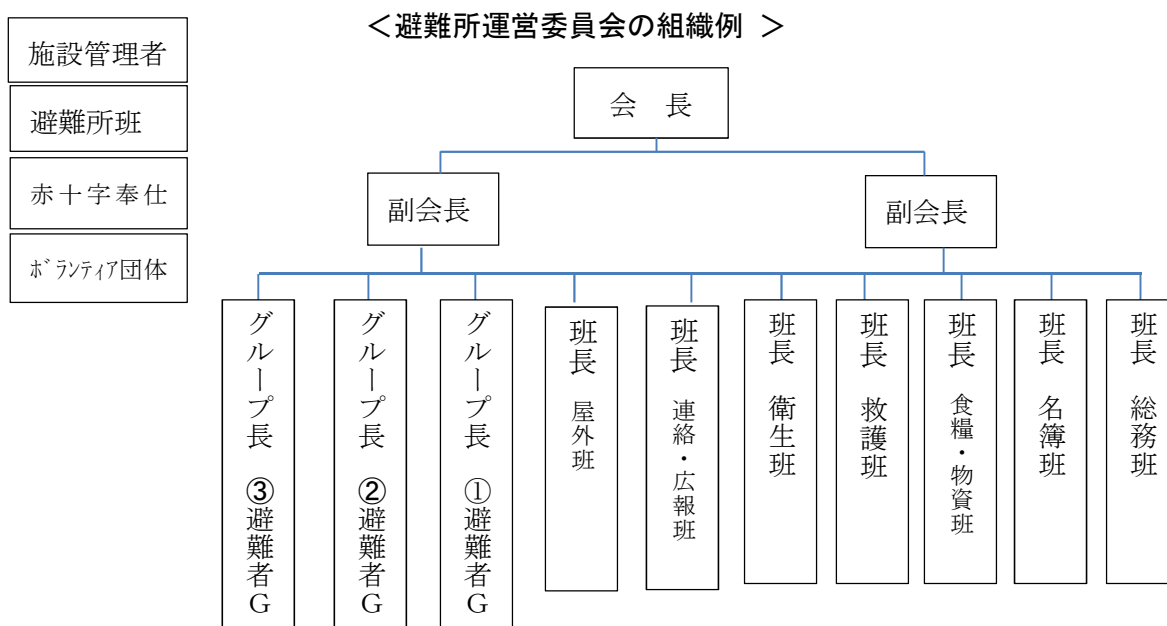 ＜避難所運営委員会の組織例 ＞
施設管理者
避難所班
赤十字奉仕
ﾎﾞﾗﾝﾃｨｱ団体
会　長
副会長
副会長
グループ長　③避難者G
グループ長　②避難者G
グループ長　①避難者G
班長　屋外班
班長　連絡・広報班
班長　衛生班
班長　救護班
班長　食糧・物資班
班長　名簿班
班長　総務班